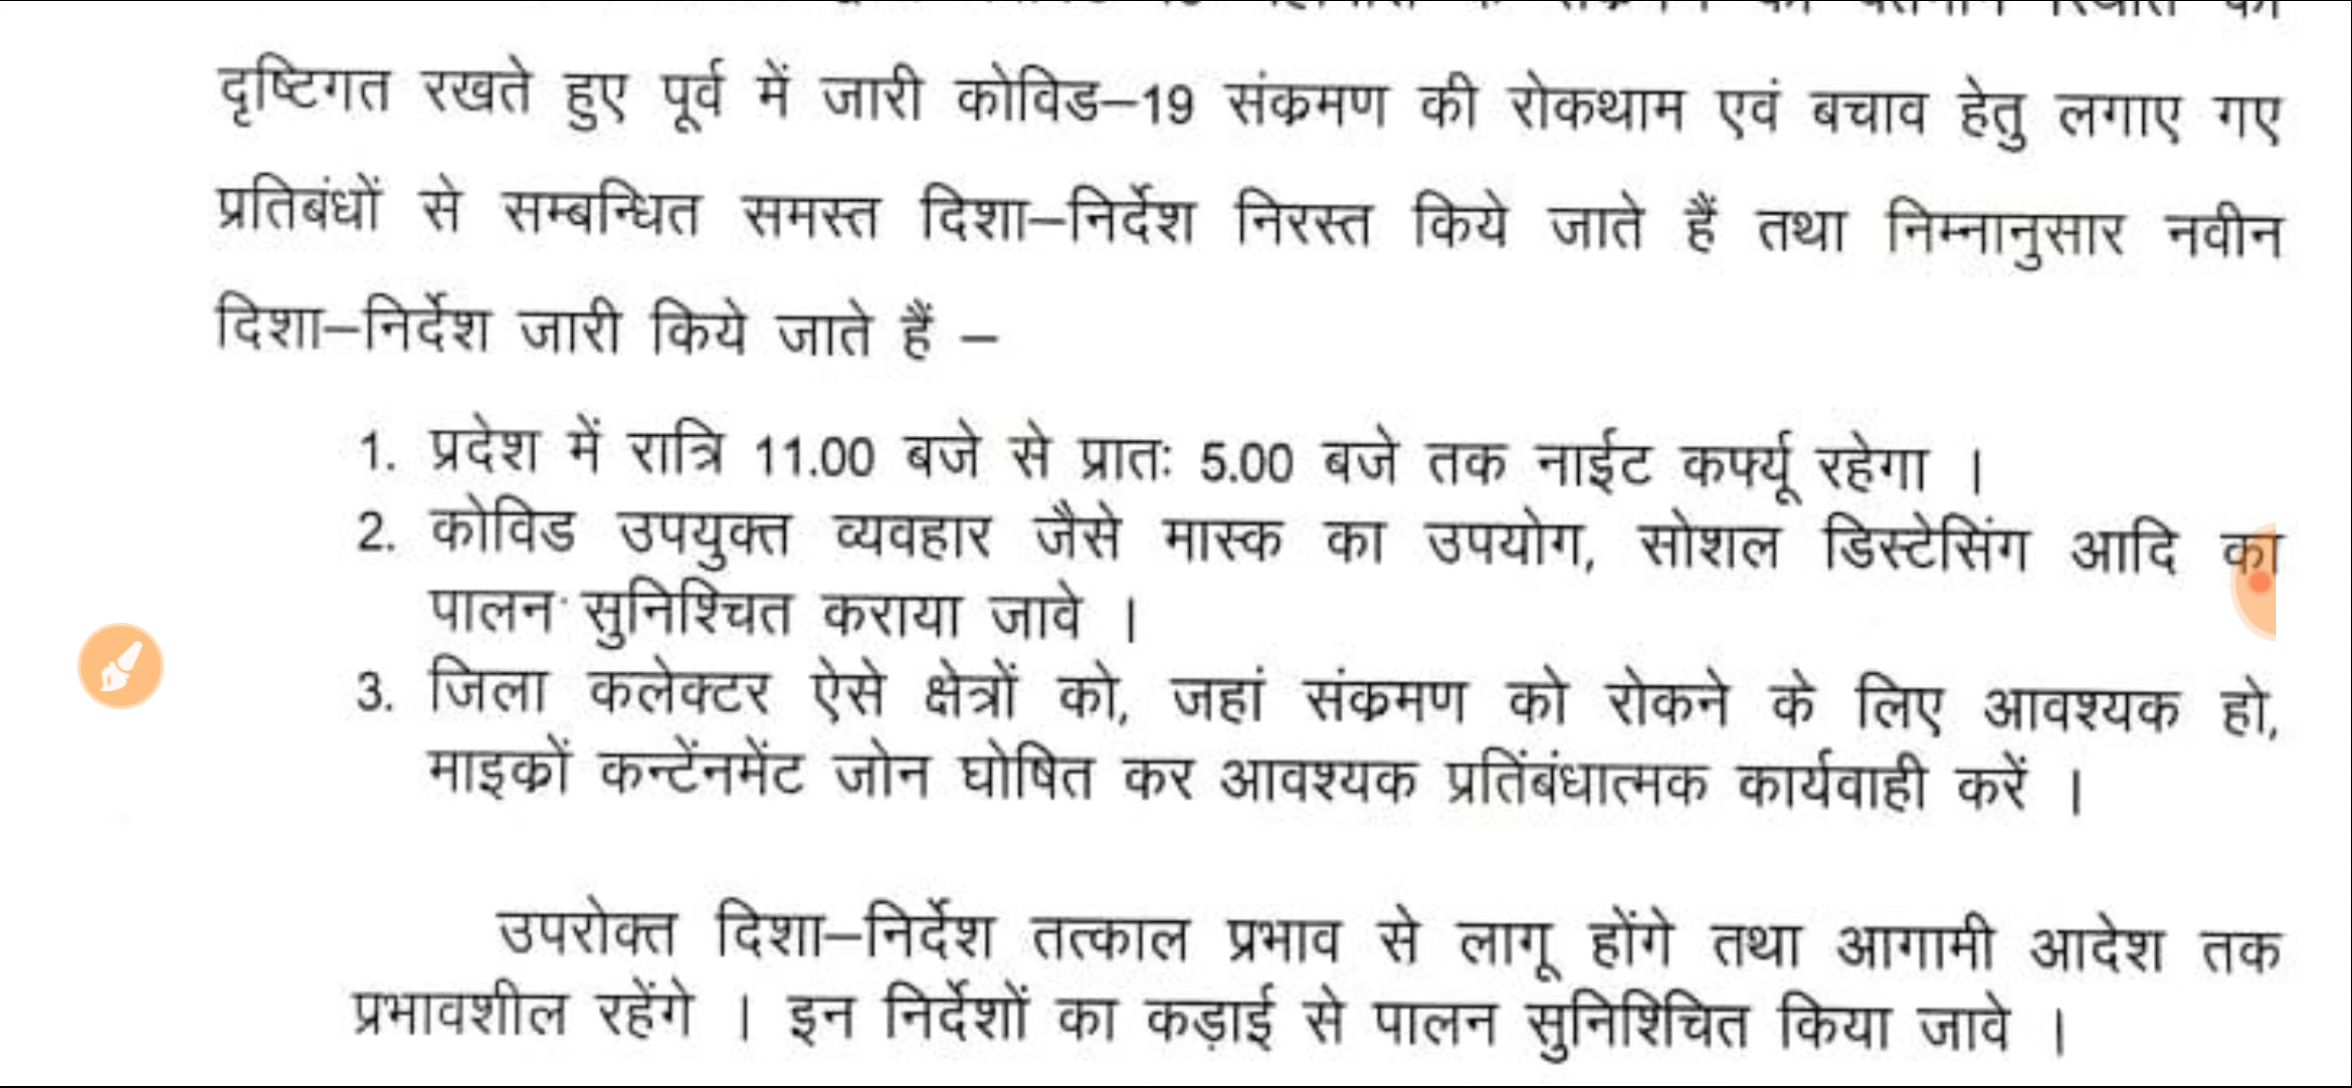 दृष्टिगत रखते हुए पूर्व में जारी कोविड–19 संक्रमण की रोकथाम एवं बचाव हेतु लगाए गए
प्रतिबंधों से सम्बन्धित समस्त दिशा–निर्देश निरस्त किये जाते हैं तथा निम्नानुसार नवीन
दिशा–निर्देश जारी किये जाते हैं –
1. प्रदेश में रात्रि 11.00 बजे से प्रातः 5.00 बजे तक नाईट कर्फ्यू रहेगा ।
2. कोविड उपयुक्त व्यवहार जैसे मास्क का उपयोग, सोशल डिस्टेसिंग आदि का
पालन सुनिश्चित कराया जावे ।
3. जिला कलेक्टर ऐसे क्षेत्रों को, जहां संक्रमण को रोकने के लिए आवश्यक हो,
माइक्रों कन्टेंनमेंट जोन घोषित कर आवश्यक प्रतिंबंधात्मक कार्यवाही करें ।
उपरोक्त दिशा–निर्देश तत्काल प्रभाव से लागू होंगे तथा आगामी आदेश तक
प्रभावशील रहेंगे । इन निर्देशों का कड़ाई से पालन सुनिश्चित किया जावे ।